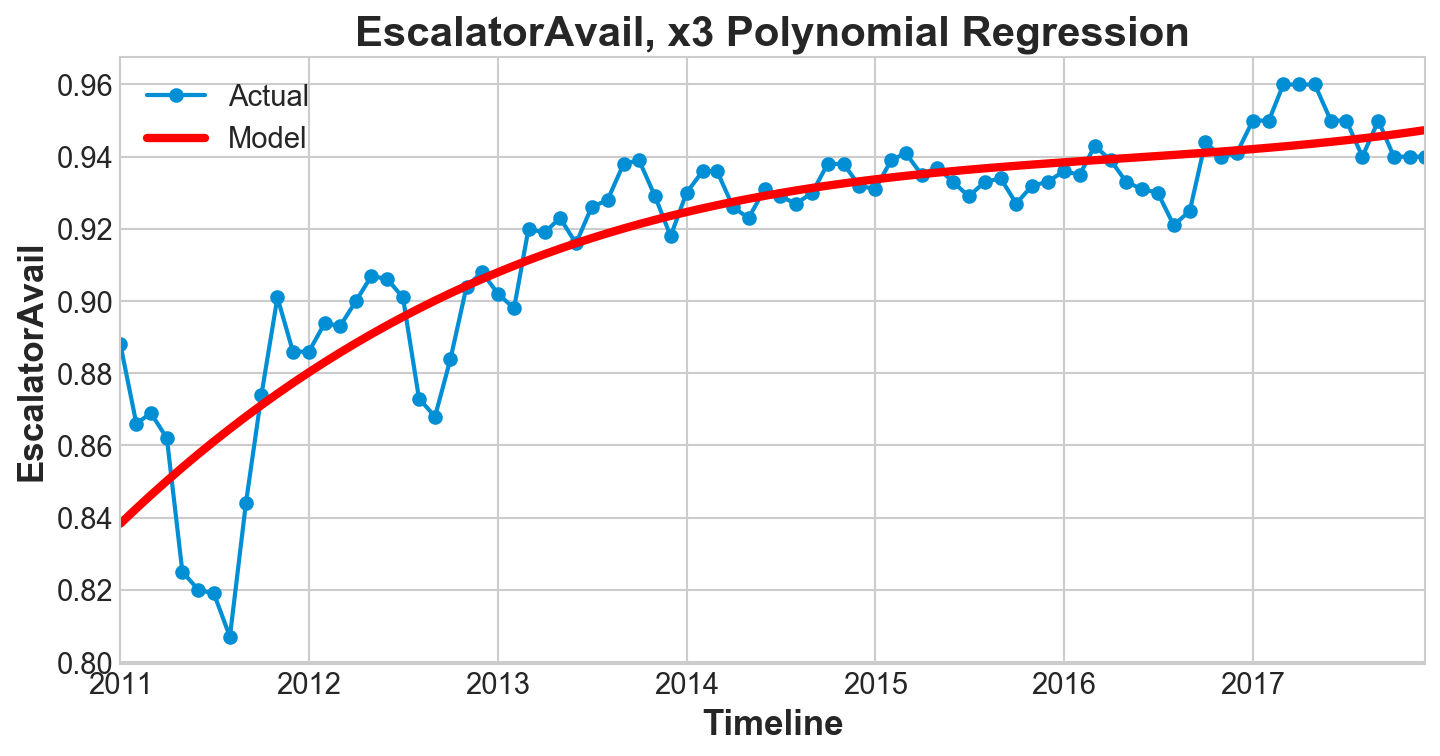 EscalatorAvail, x3 Polynomial Regression
Actual
Model
EscalatorAvail
0.96
0.94
0.92
0.90
0.88
0.86
0.84
0.82
0.80
2011 2012 2013 2014 2015 2016 2017
Timeline